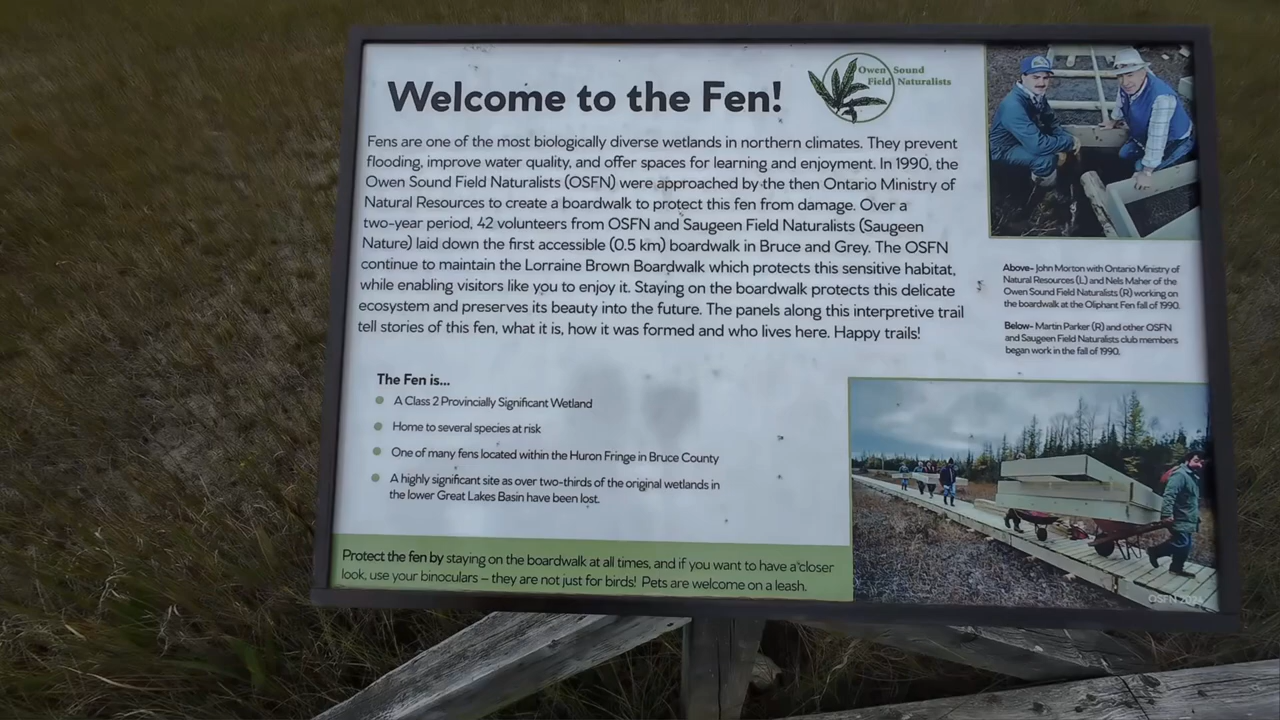 Welcome to the Fen!
Owen Sound
Field Naturalists
Fens are one of the most biologically diverse wetlands in northern climates. They prevent
flooding, improve water quality, and offer spaces for learning and enjoyment. In 1990, the
Owen Sound Field Naturalists (OSFN) were approached by the then Ontario Ministry of
Natural Resources to create a boardwalk to protect this fen from damage. Over a
two-year period, 42 volunteers from OSFN and Saugeen Field Naturalists (Saugeen
Nature) laid down the first accessible (0.5 km) boardwalk in Bruce and Grey. The OSFN
continue to maintain the Lorraine Brown Boardwalk which protects this sensitive habitat,
while enabling visitors like you to enjoy it. Staying on the boardwalk protects this delicate
ecosystem and preserves its beauty into the future. The panels along this interpretive trail
tell stories of this fen, what it is, how it was formed and who lives here. Happy trails!
Above- John Morton with Ontario Ministry of
Natural Resources (L) and Nels Maher of the
Owen Sound Field Naturalists (R) working on
the boardwalk at the Oliphant Fen fall of 1990.
Below- Martin Parker (R) and other OSFN
and Saugeen Field Naturalists club members
began work in the fall of 1990.
The Fen is...
A Class 2 Provincially Significant Wetland
Home to several species at risk
One of many fens located within the Huron Fringe in Bruce County
A highly significant site as over two-thirds of the original wetlands in
the lower Great Lakes Basin have been lost.
Protect the fen by staying on the boardwalk at all times, and if you want to have a closer
look, use your binoculars – they are not just for birds! Pets are welcome on a leash.
OSFN